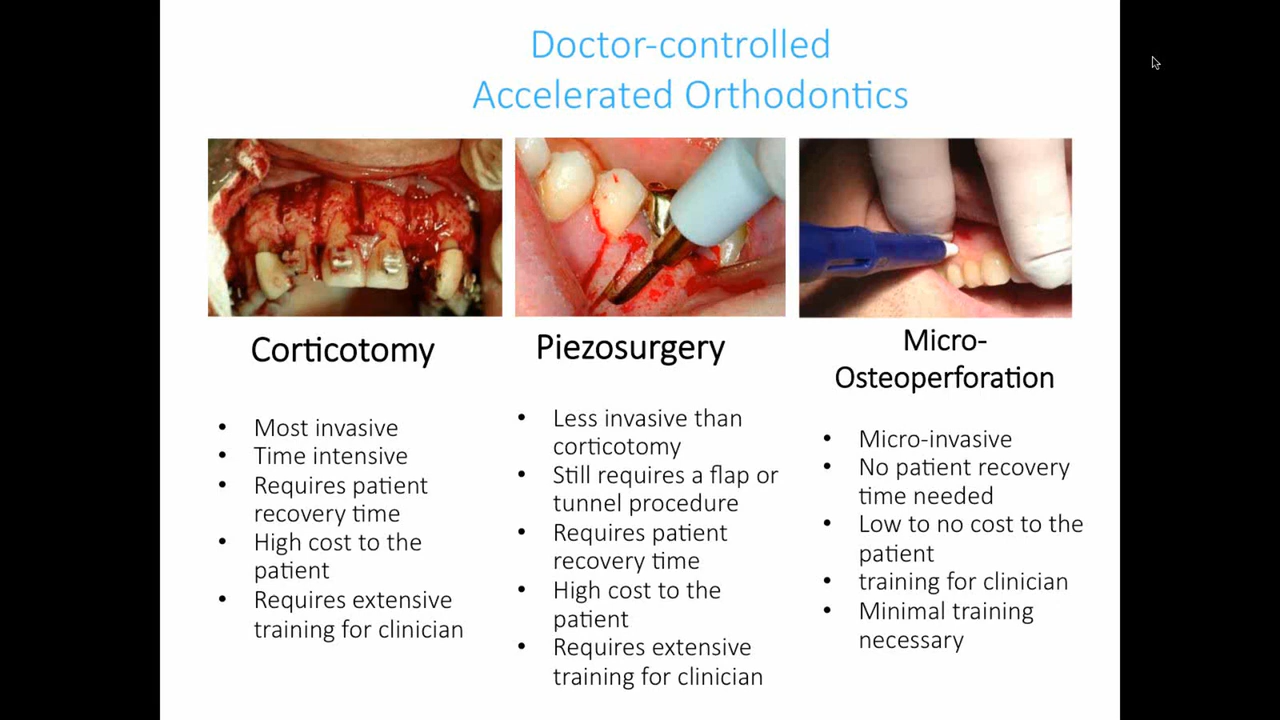 Doctor-controlled
Accelerated Orthodontics
Corticotomy
• Most invasive
• Time intensive
• Requires patient
recovery time
• High cost to the
patient
• Requires extensive
training for clinician
Piezosurgery
• Less invasive than
corticotomy
• Still requires a flap or
tunnel procedure
• Requires patient
recovery time
• High cost to the
patient
• Requires extensive
training for clinician
Micro-
Osteoperforation
• Micro-invasive
• No patient recovery
time needed
• Low to no cost to the
patient
• training for clinician
• Minimal training
necessary